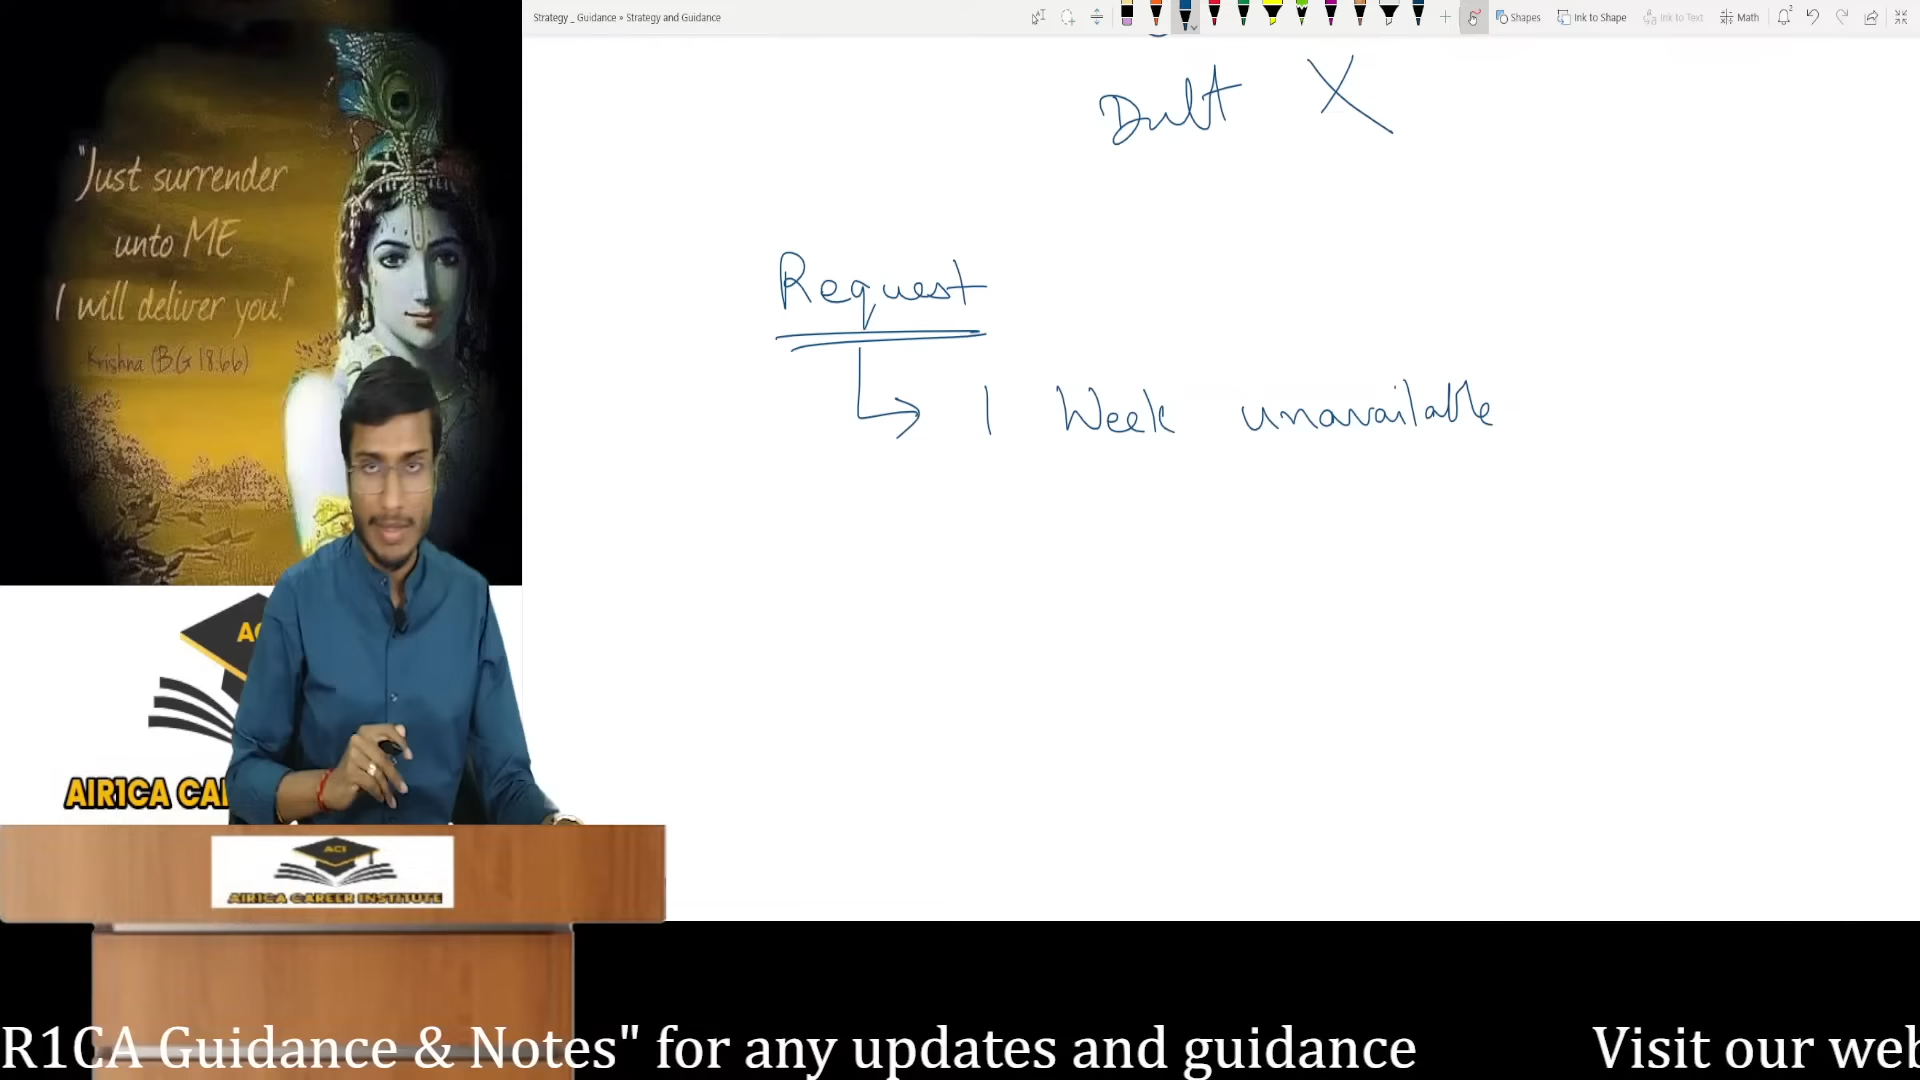 Strategy _ Guidance » Strategy and Guidance
Shapes
Ink to Shape
Ink to Text
Math
X
Request
1 Week unavailable
"Just surrender
unto ME
I will deliver you!"
Krishna (B.G 18.66)
AIR1CA CA
ACI
AIR1CA CAREER INSTITUTE
R1CA Guidance & Notes" for any updates and guidance
Visit our web